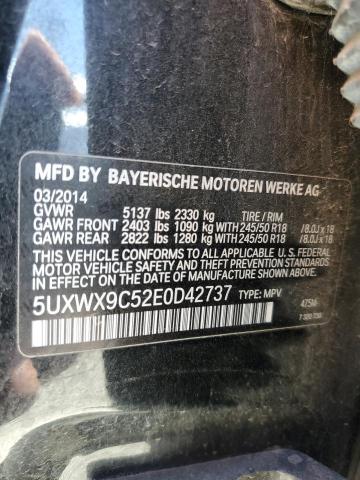 MFD BY BAYERISCHE MOTOREN WERKE AG
03/2014
GVWR 5137 lbs 2330 kg TIRE / RIM
GAWR FRONT 2403 lbs 1090 kg WITH 245/50 R18 /8.0J x 18
GAWR REAR 2822 lbs 1280 kg WITH 245/50 R18 /8.0J x 18
THIS VEHICLE CONFORMS TO ALL APPLICABLE U.S. FEDERAL
MOTOR VEHICLE SAFETY STANDARDS IN EFFECT ON THE
DATE OF MANUFACTURE SHOWN ABOVE.
5UXWX9C52E0D42737 TYPE: MPV
475M-